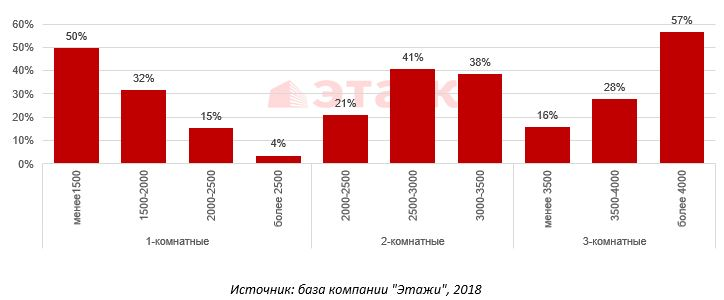 60%
50%
40%
30%
20%
10%
0%
50%
32%
15%
4%
21%
41%
38%
16%
28%
57%
этажи
менее1500
1500-2000
2000-2500
более 2500
2000-2500
2500-3000
3000-3500
менее 3500
3500-4000
более 4000
1-комнатные
2-комнатные
3-комнатные
Источник: база компании "Этажи", 2018